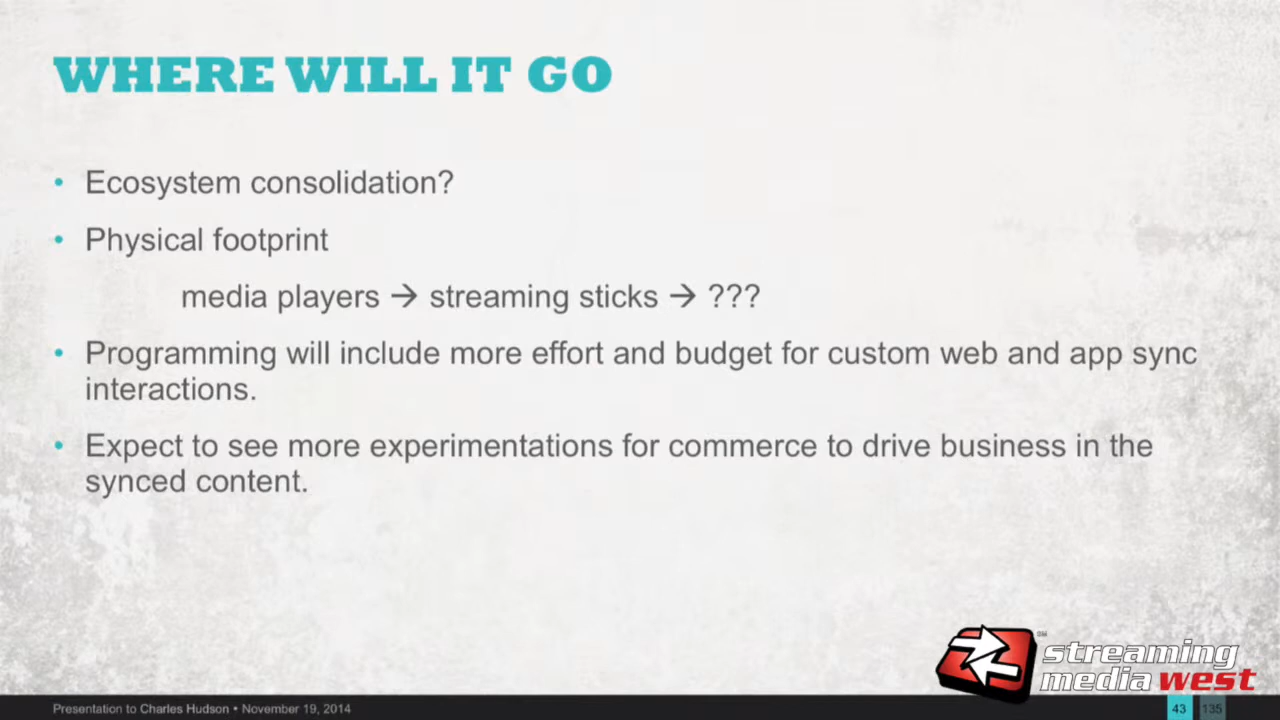 WHERE WILL IT GO
• Ecosystem consolidation?
• Physical footprint
media players → streaming sticks → ???
• Programming will include more effort and budget for custom web and app sync
interactions.
• Expect to see more experimentations for commerce to drive business in the
synced content.
SM
streaming
media west
Presentation to Charles Hudson • November 19, 2014
43 135